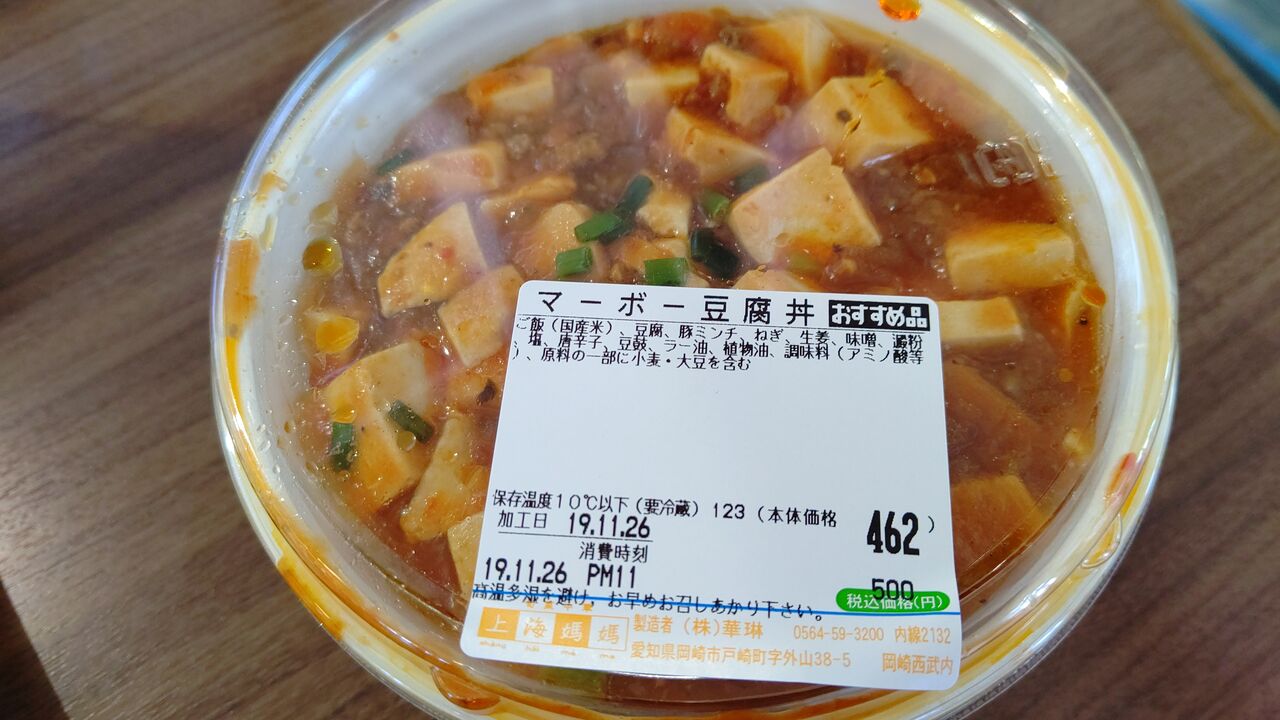 マーボー豆腐丼 おすすめ品
ご飯(国産米)、豆腐、豚ミンチ、ねぎ、生姜、味噌、澱粉
、塩、唐辛子、豆鼓、ラー油、植物油、調味料(アミノ酸等
)、原料の一部に小麦・大豆を含む
保存温度10℃以下(要冷蔵) 123 (本体価格 462 )
加工日 19.11.26
消費時刻
19.11.26 PM11
500
税込価格(円)
高温多湿を避け,お早めお召しあかり下さい。
上海媽媽
製造者 (株)華琳 0564-59-3200 内線2132
愛知県岡崎市戸崎町字外山38-5 岡崎西武内